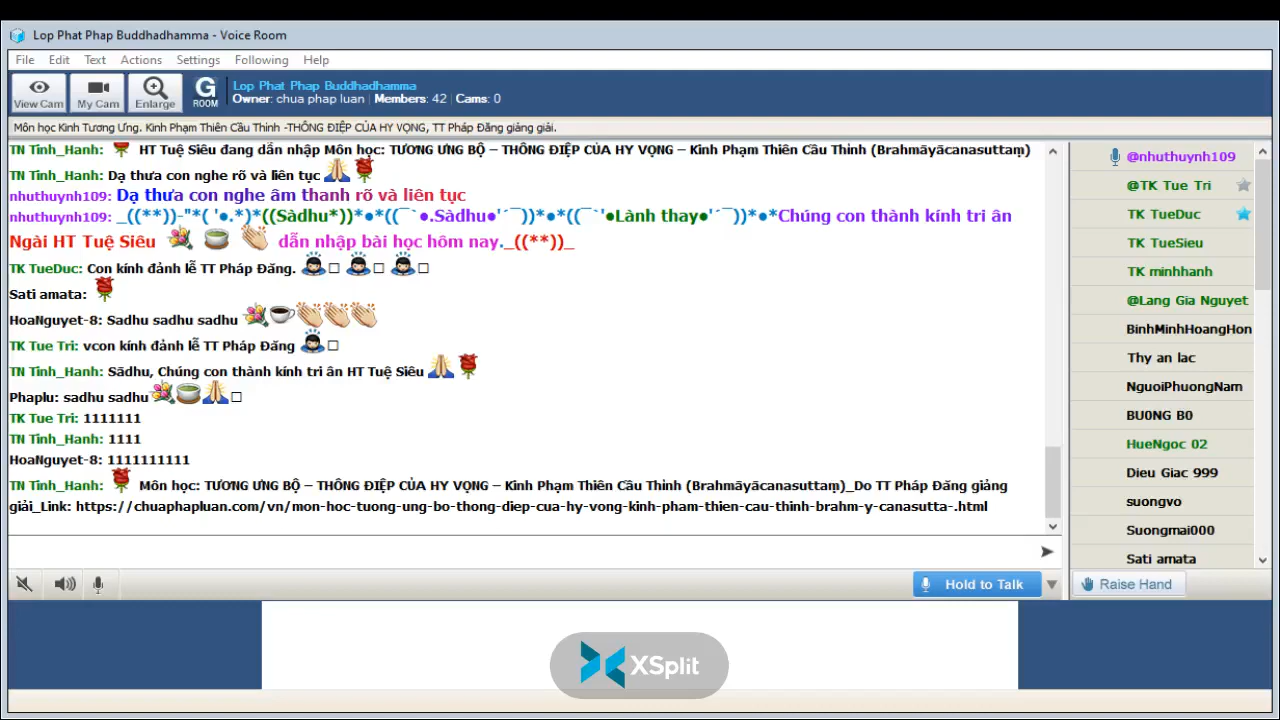 Lop Phat Phap Buddhadhamma - Voice Room
File Edit Text Actions Settings Following Help
View Cam
My Cam
Enlarge
G ROOM
Lop Phat Phap Buddhadhamma
Owner: chua phap luan | Members: 42 | Cams: 0
Môn học Kinh Tương Ưng. Kinh Phạm Thiên Cầu Thỉnh -THÔNG ĐIỆP CỦA HY VỌNG, TT Pháp Đăng giảng giải.
TN Tinh_Hanh: HT Tuệ Siêu đang dẫn nhập Môn học: TƯƠNG ƯNG BỘ – THÔNG ĐIỆP CỦA HY VỌNG – Kinh Phạm Thiên Cầu Thỉnh (Brahmāyācanasuttaṃ)
TN Tinh_Hanh: Dạ thưa con nghe rõ và liên tục
nhuthuynh109: Dạ thưa con nghe âm thanh rõ và liên tục
nhuthuynh109: _((**))-"*( '●.*)*((Sàdhu*))*●*((¯`●.Sàdhu●'´¯))*●*((¯`'●Lành thay●'´¯))*●*Chúng con thành kính tri ân
Ngài HT Tuệ Siêu dẫn nhập bài học hôm nay._((**))_
TK TueDuc: Con kính đảnh lễ TT Pháp Đăng.
Sati amata:
HoaNguyet-8: Sadhu sadhu sadhu
TK Tue Tri: vcon kính đảnh lễ TT Pháp Đăng
TN Tinh_Hanh: Sādhu, Chúng con thành kính tri ân HT Tuệ Siêu
Phaplu: sadhu sadhu
TK Tue Tri: 1111111
TN Tinh_Hanh: 1111
HoaNguyet-8: 1111111111
TN Tinh_Hanh: Môn học: TƯƠNG ƯNG BỘ – THÔNG ĐIỆP CỦA HY VỌNG – Kinh Phạm Thiên Cầu Thỉnh (Brahmāyācanasuttaṃ)_Do TT Pháp Đăng giảng
giải_Link: https://chuaphapluan.com/vn/mon-hoc-tuong-ung-bo-thong-diep-cua-hy-vong-kinh-pham-thien-cau-thinh-brahm-y-canasutta-.html
@nhuthuynh109
@TK Tue Tri
TK TueDuc
TK TueSieu
TK minhhanh
@Lang Gia Nguyet
BinhMinhHoangHon
Thy an lac
NguoiPhuongNam
BU0NG B0
HueNgoc 02
Dieu Giac 999
suongvo
Suongmai000
Sati amata
Hold to Talk
Raise Hand
XSplit